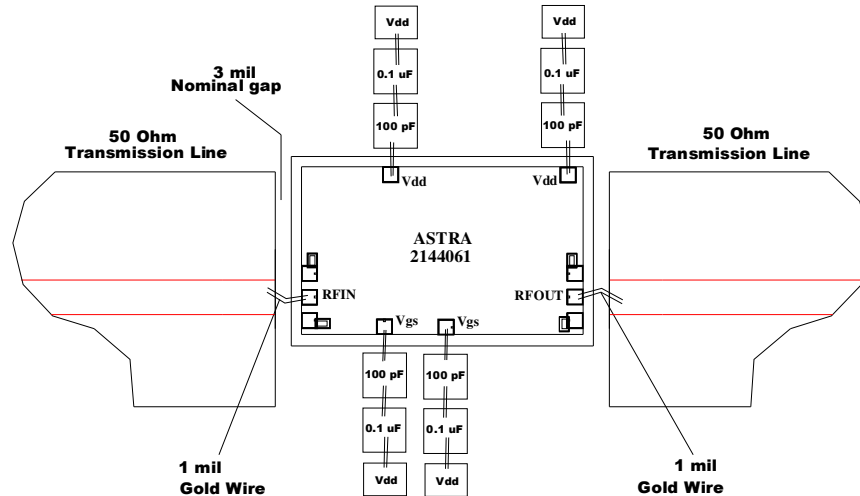 Vdd
Vdd
0.1 uF
0.1 uF
3 mil
Nominal gap
100 pF
100 pF
50 Ohm
Transmission Line
50 Ohm
Transmission Line
Vdd
Vdd
ASTRA
2144061
RFIN
RFOUT
Vgs
Vgs
100 pF
100 pF
0.1 uF
0.1 uF
1 mil
Gold Wire
Vdd
Vdd
1 mil
Gold Wire